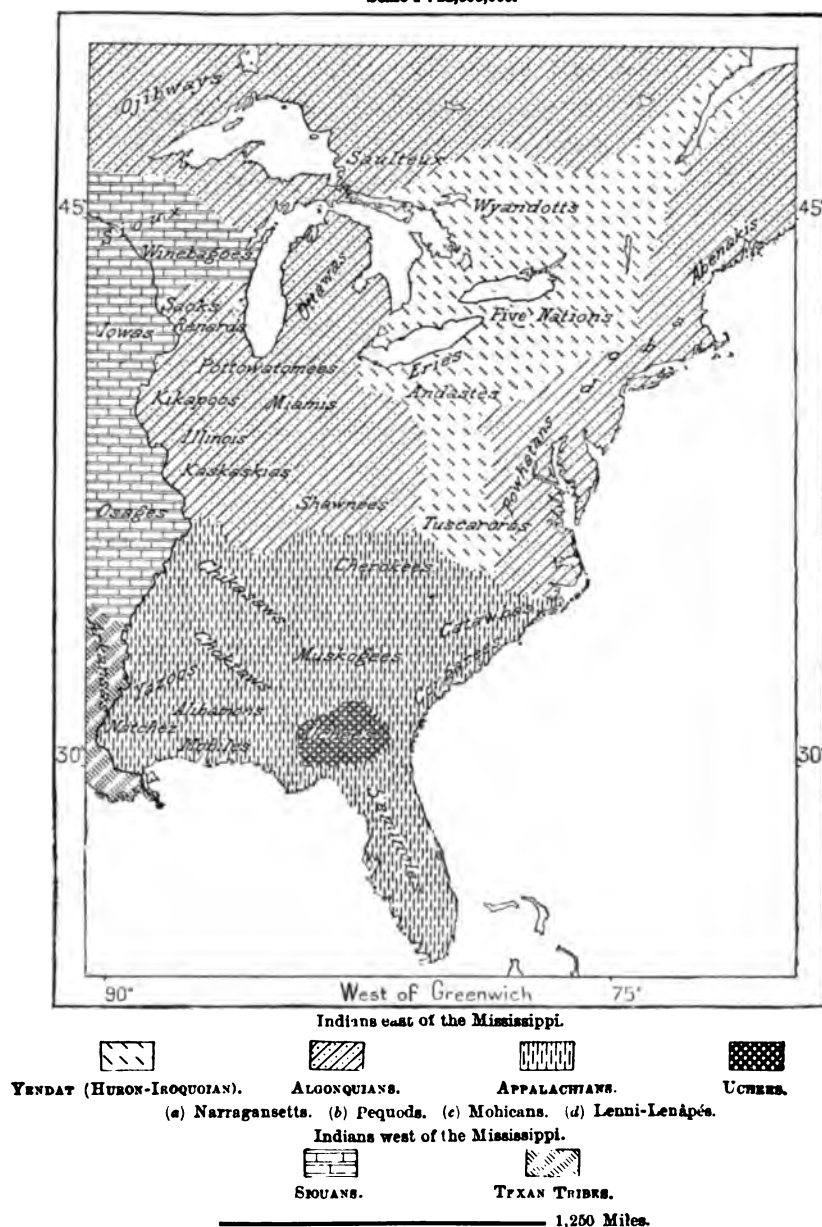 Ojibways
Saulteux
45°
45°
Wyandotts
Sioux
Winebagoes
Abenakis
Ottawas
Saoks
Renards
Five Nations
Iowas
a
b
c
d
Eries
Pottowatomees
Andastes
Kikapoos
Miamis
Illinois
Kaskaskias
Powhatans
Osages
Shawnees
Tuscaroras
Cherokees
Chikasaws
Catawbas
Muskogees
Choktaws
Yazoos
Alibamons
Natchez
Mobiles
30°
30°
90°
West of Greenwich
75°
Indians east of the Mississippi.
YENDAT (HURON-IROQUOIAN).
ALGONQUIANS.
APPALACHIANS.
UCHEES.
(a) Narragansetts. (b) Pequods. (c) Mohicans. (d) Lenni-Lenâpés.
Indians west of the Mississippi.
SIOUANS.
TEXAN TRIBES.
1,250 Miles.